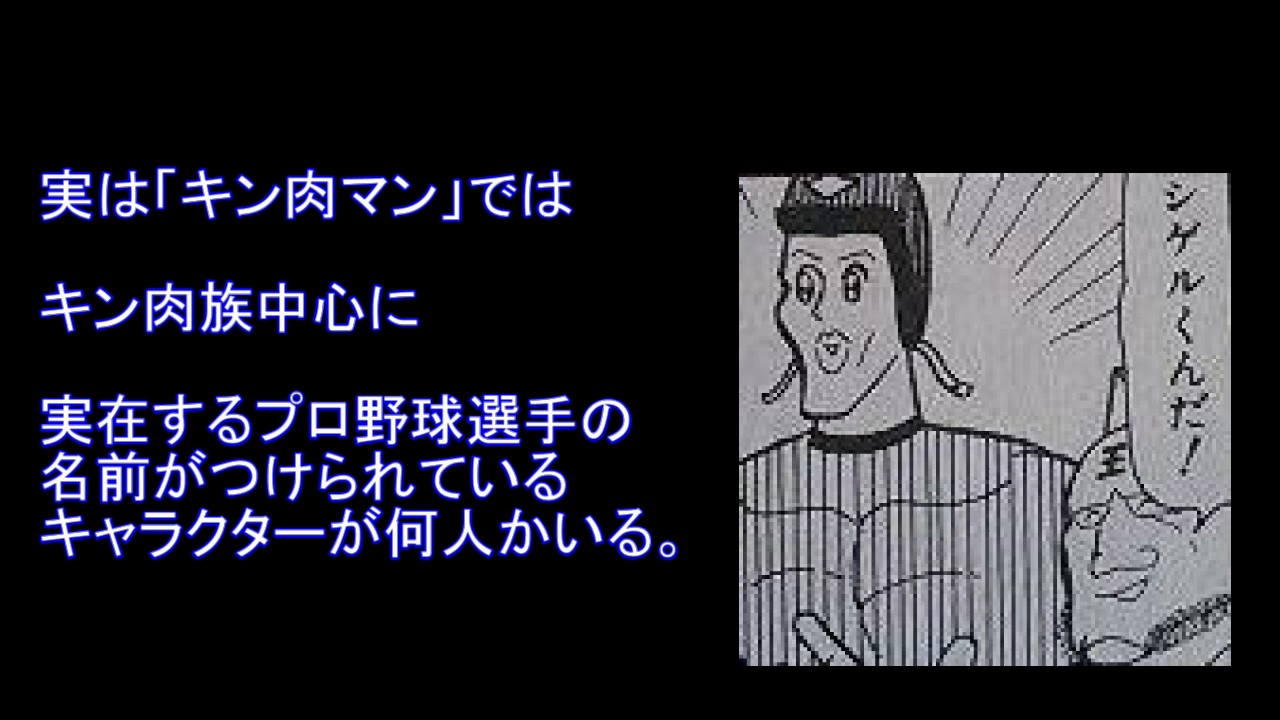 実は「キン肉マン」では
キン肉族中心に
実在するプロ野球選手の
名前がつけられている
キャラクターが何人かいる。
シゲルくんだ！